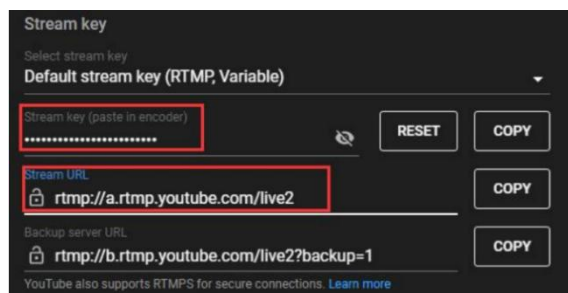 Stream key
Select stream key
Default stream key (RTMP, Variable)
Stream key (paste in encoder)
••••••••••••••••••••••••
RESET
COPY
Stream URL
rtmp://a.rtmp.youtube.com/live2
COPY
Backup server URL
rtmp://b.rtmp.youtube.com/live2?backup=1
COPY
YouTube also supports RTMPS for secure connections. Learn more